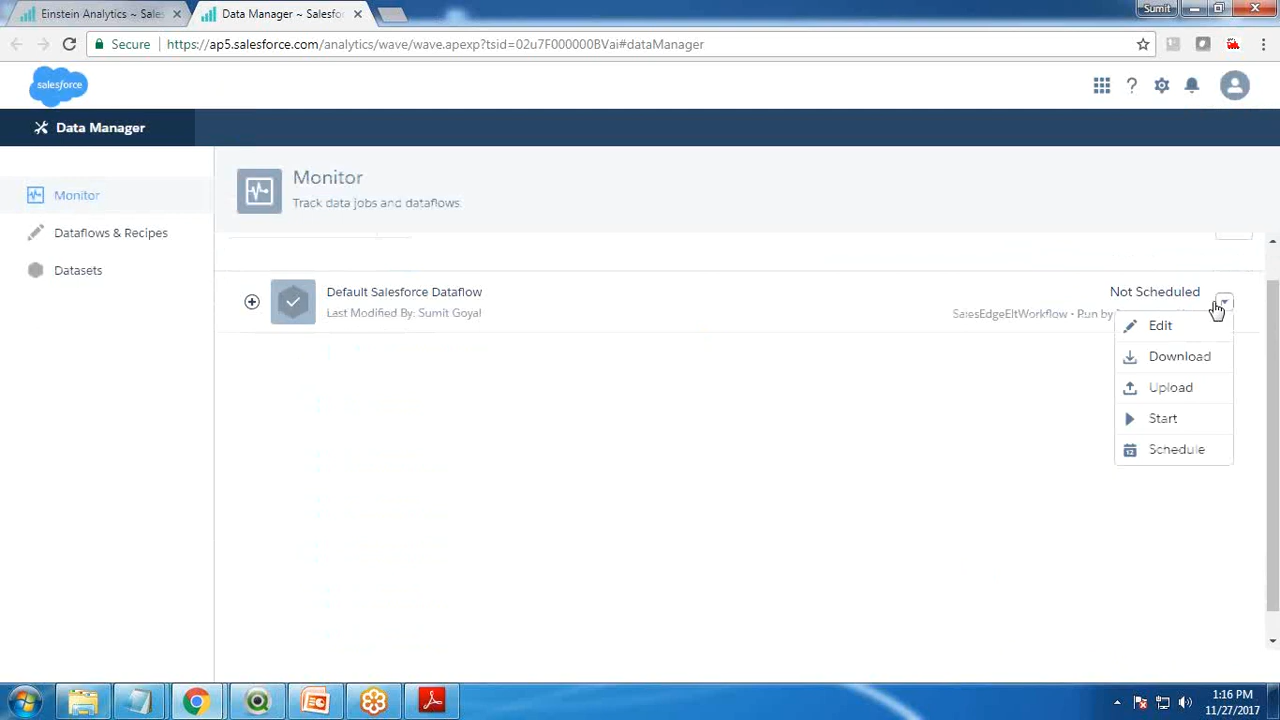 Einstein Analytics ~ Sales
Data Manager ~ Salesfo
Sumit
Secure
https://ap5.salesforce.com/analytics/wave/wave.apexp?tsid=02u7F000000BVai#dataManager
salesforce
Data Manager
Monitor
Dataflows & Recipes
Datasets
Monitor
Track data jobs and dataflows.
Default Salesforce Dataflow
Last Modified By: Sumit Goyal
Not Scheduled
SalesEdgeEltWorkflow • Run by
Edit
Download
Upload
Start
Schedule
1:16 PM
11/27/2017